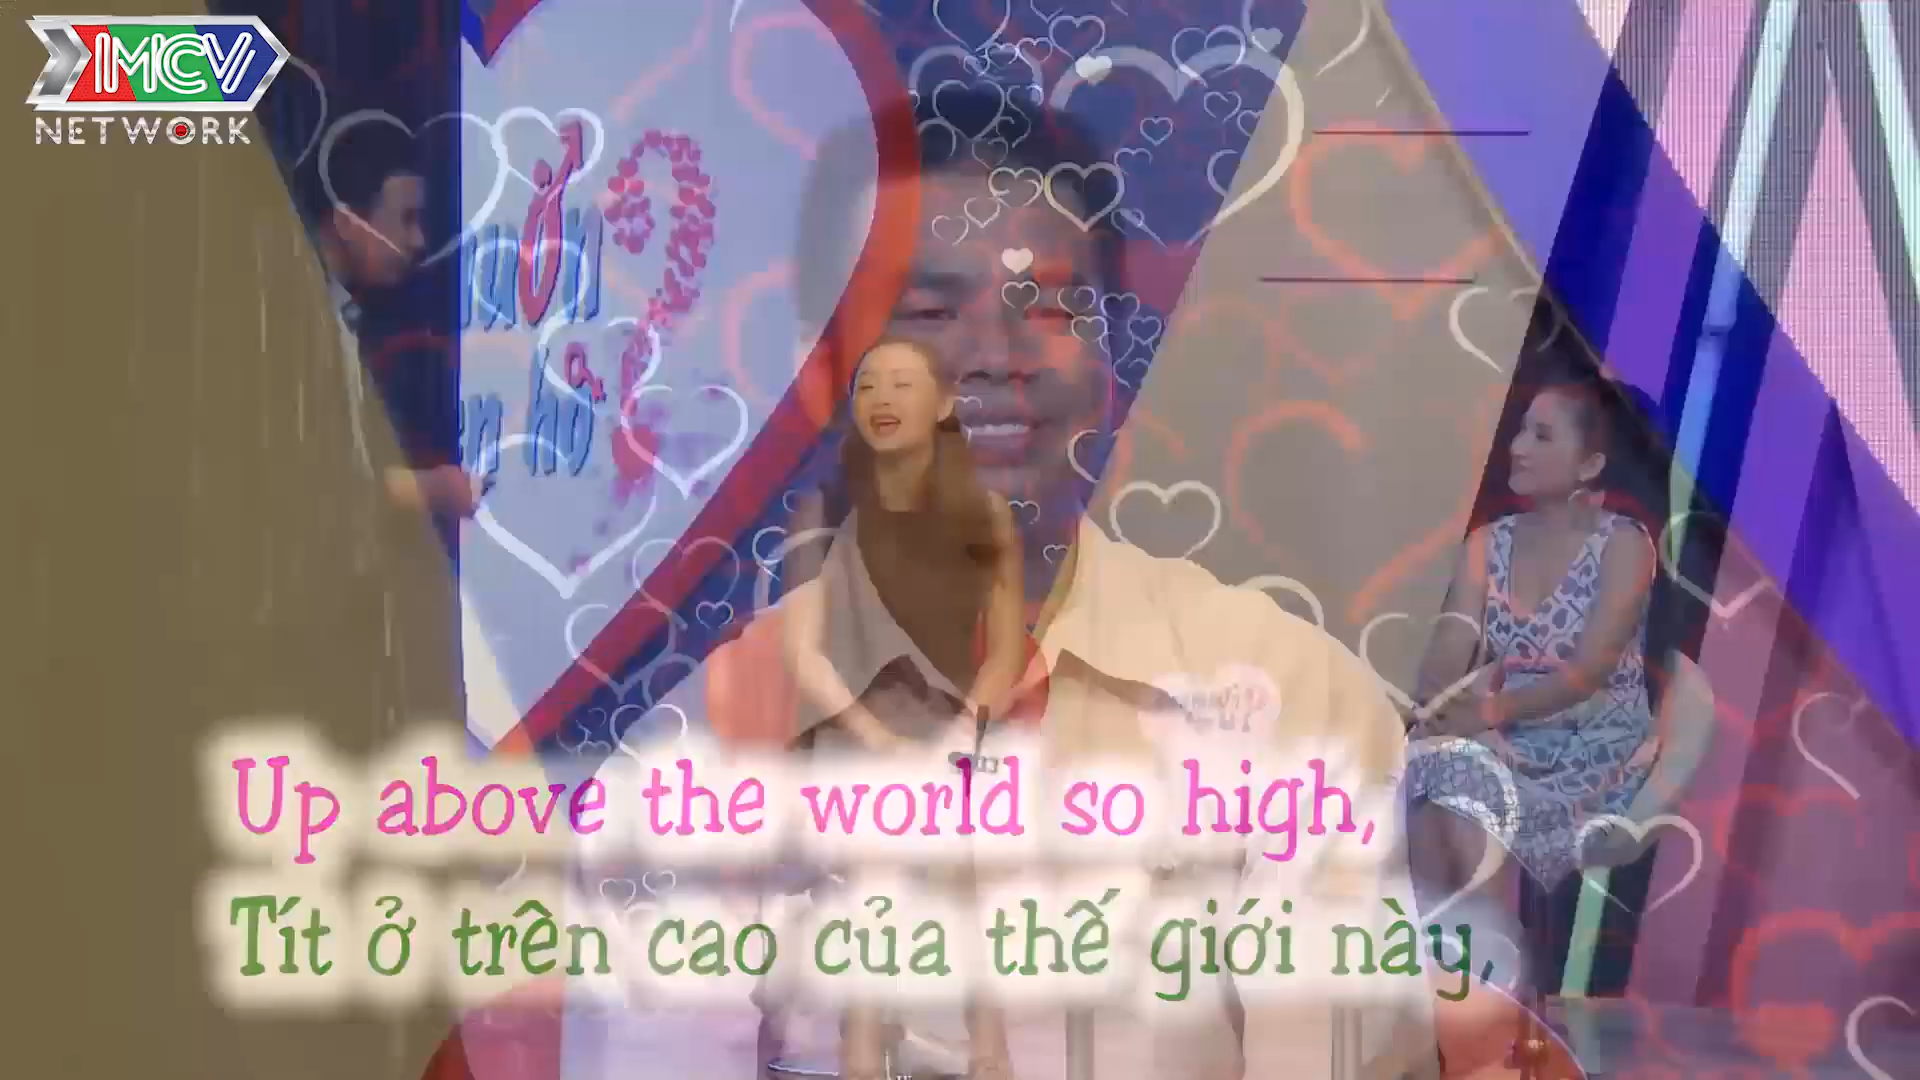 MCV
NETWORK
Up above the world so high,
Tít ở trên cao của thế giới này,